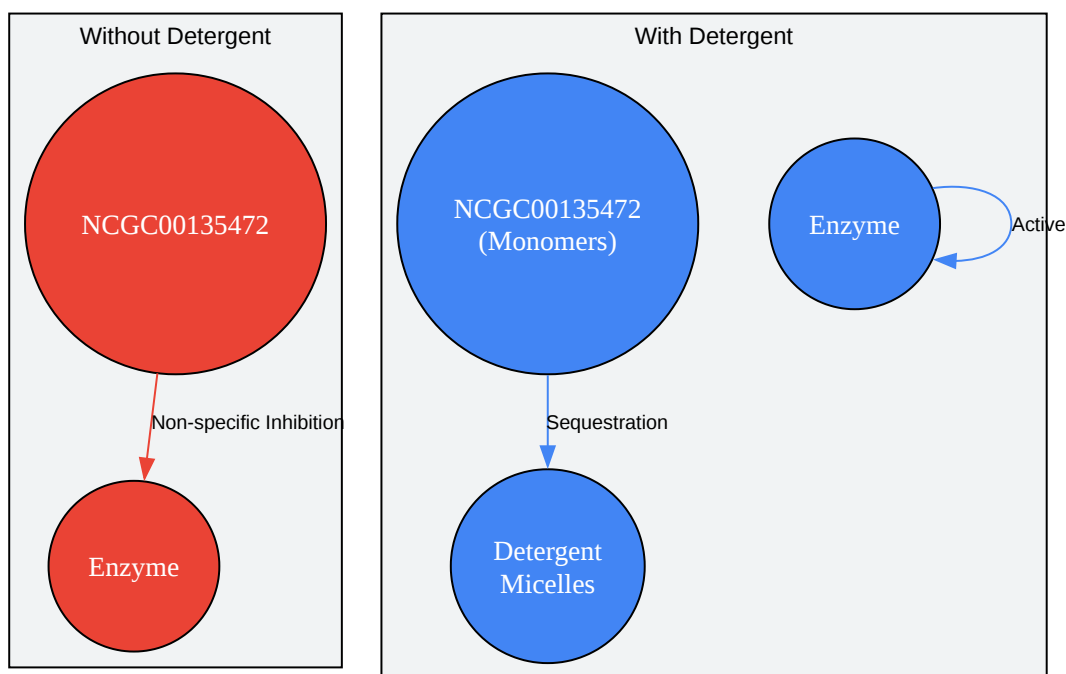 Without Detergent
NCGC00135472
Non-specific Inhibition
Enzyme
With Detergent
NCGC00135472
(Monomers)
Enzyme
Active
Sequestration
Detergent
Micelles